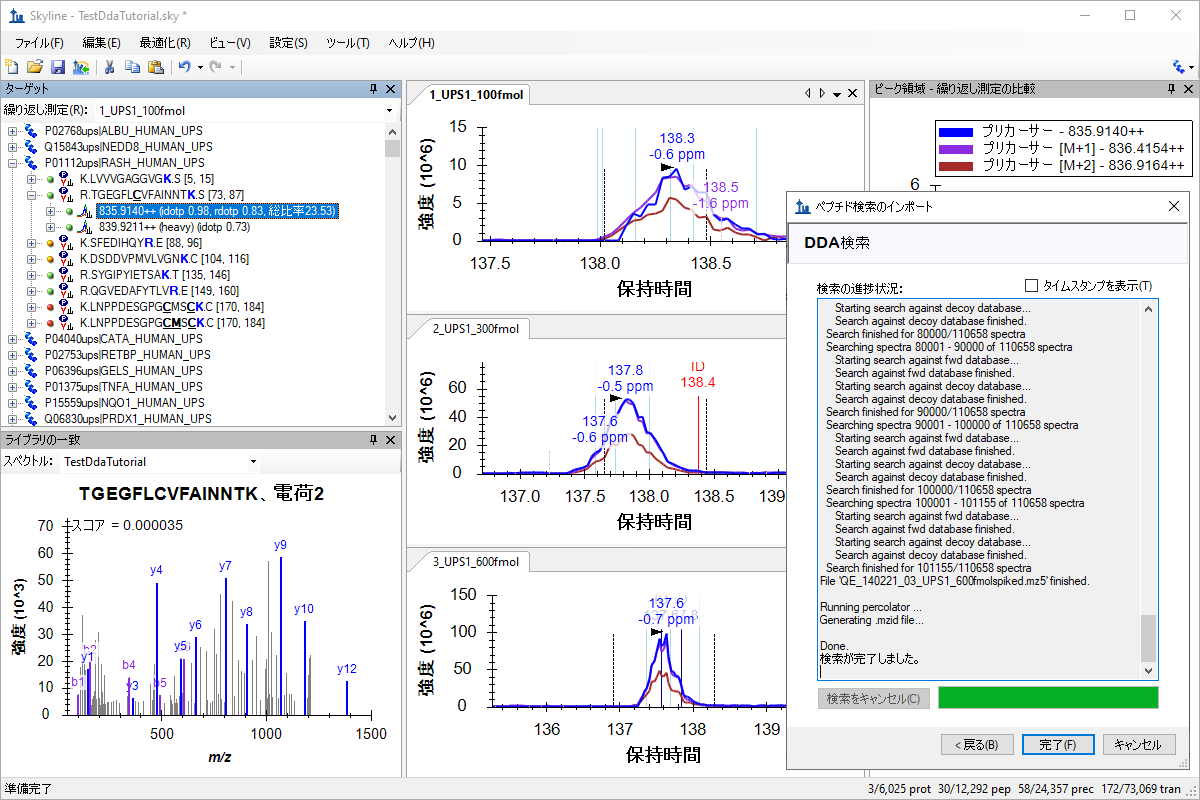 Skyline - TestDdaTutorial.sky *
ファイル(F) 編集(E) 最適化(R) ビュー(V) 設定(S) ツール(T) ヘルプ(H)
ターゲット
繰り返し測定(R): 1_UPS1_100fmol
P02768ups|ALBU_HUMAN_UPS
Q15843ups|NEDD8_HUMAN_UPS
P01112ups|RASH_HUMAN_UPS
K.LVVVGAGGVGK.S [5, 15]
R.TGEGFLCVFAINNTK.S [73, 87]
835.9140++ (idotp 0.98, rdotp 0.83, 総比率23.53)
839.9211++ (heavy) (idotp 0.73)
K.SFEDIHQYR.E [88, 96]
K.DSDDVPMVLVGNK.C [104, 116]
R.SYGIPYIETSAK.T [135, 146]
R.QGVEDAFYTLVR.E [149, 160]
K.LNPPDESGPGCMSCK.C [170, 184]
K.LNPPDESGPGCMSCK.C [170, 184]
P04040ups|CATA_HUMAN_UPS
P02753ups|RETBP_HUMAN_UPS
P06396ups|GELS_HUMAN_UPS
P01375ups|TNFA_HUMAN_UPS
P15559ups|NQO1_HUMAN_UPS
Q06830ups|PRDX1_HUMAN_UPS
ライブラリの一致
スペクトル: TestDdaTutorial
TGEGFLCVFAINNTK、電荷2
スコア = 0.000035
強度 (10^3)
70
60
50
40
30
20
10
0
b1
y1
b2
b4
y3
y4
b5
y5
y6
y7
y8
y9
y10
y12
500 1000 1500
m/z
1_UPS1_100fmol
強度 (10^6)
15
10
5
0
138.3
-0.6 ppm
138.5
-1.6 ppm
137.5 138.0 138.5
保持時間
2_UPS1_300fmol
強度 (10^6)
60
40
20
0
137.8
-0.5 ppm
137.6
-0.6 ppm
ID
138.4
137.0 137.5 138.0 138.5 139
保持時間
3_UPS1_600fmol
強度 (10^6)
150
100
50
0
137.6
-0.7 ppm
136 137 138 139
保持時間
ピーク領域 - 繰り返し測定の比較
プリカーサー - 835.9140++
プリカーサー [M+1] - 836.4154++
プリカーサー [M+2] - 836.9164++
6
ペプチド検索のインポート
DDA検索
検索の進捗状況:
タイムスタンプを表示(T)
Starting search against decoy database...
Search against decoy database finished.
Search finished for 80000/110658 spectra
Searching spectra 80001 - 90000 of 110658 spectra
Starting search against fwd database...
Search against fwd database finished.
Starting search against decoy database...
Search against decoy database finished.
Search finished for 90000/110658 spectra
Searching spectra 90001 - 100000 of 110658 spectra
Starting search against fwd database...
Search against fwd database finished.
Starting search against decoy database...
Search against decoy database finished.
Search finished for 100000/110658 spectra
Searching spectra 100001 - 101155 of 110658 spectra
Starting search against fwd database...
Search against fwd database finished.
Starting search against decoy database...
Search against decoy database finished.
Search finished for 101155/110658 spectra
File 'QE_140221_03_UPS1_600fmolspiked.mz5' finished.
Running percolator ...
Generating .mzid file...
Done.
検索が完了しました。
検索をキャンセル(C)
< 戻る(B) 完了(F) キャンセル
準備完了
3/6,025 prot 30/12,292 pep 58/24,357 prec 172/73,069 tran